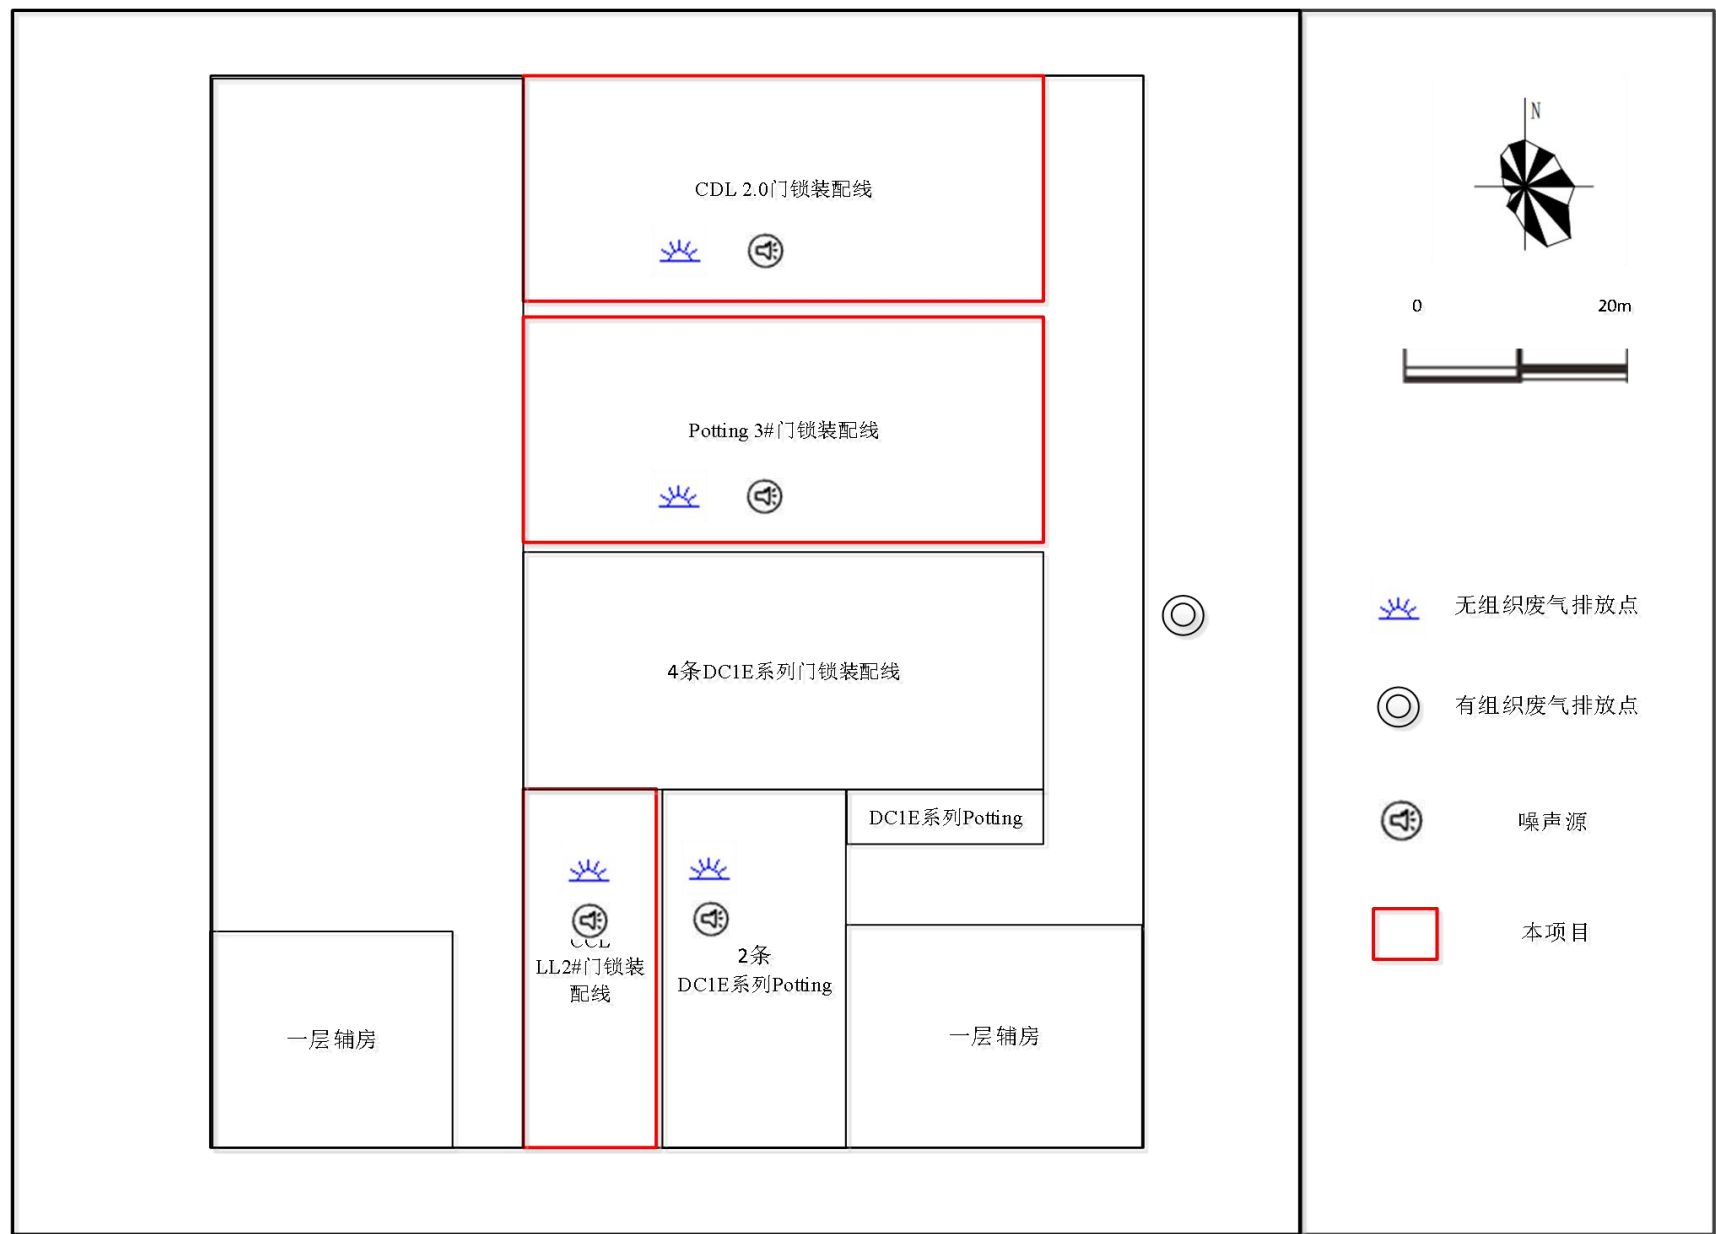 CDL 2.0门锁装配线
Potting 3#门锁装配线
4条DC1E系列门锁装配线
DC1E系列Potting
CCL
LL2#门锁装
配线
2条
DC1E系列Potting
一层辅房
一层辅房
N
0 20m
无组织废气排放点
有组织废气排放点
噪声源
本项目